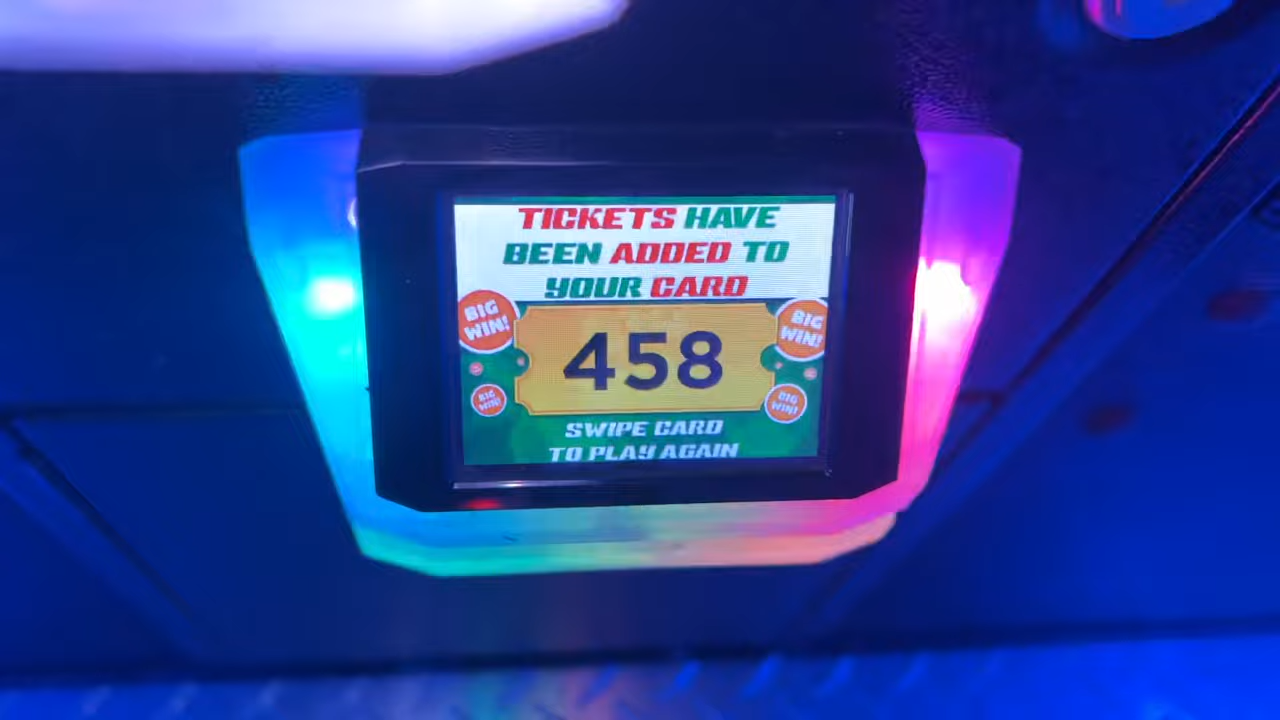 TICKETS HAVE
BEEN ADDED TO
YOUR CARD
BIG
WIN!
BIG
WIN!
458
BIG
WIN!
BIG
WIN!
SWIPE CARD
TO PLAY AGAIN